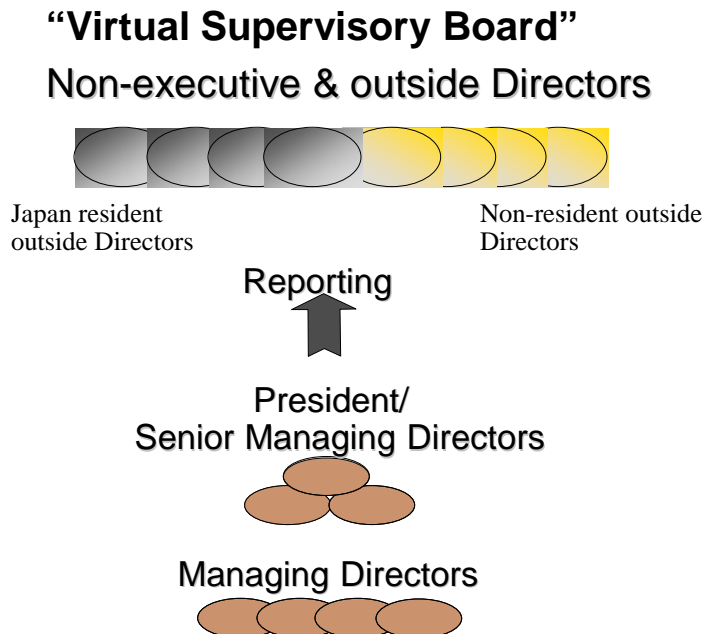 “Virtual Supervisory Board”
Non-executive & outside Directors
Japan resident
outside Directors
Non-resident outside
Directors
Reporting
President/
Senior Managing Directors
Managing Directors